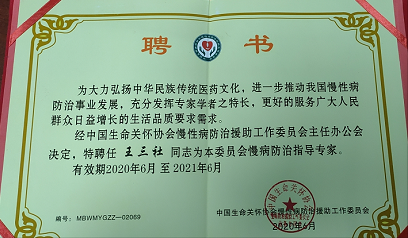 聘 书
为大力弘扬中华民族传统医药文化，进一步推动我国慢性病
防治事业发展，充分发挥专家学者之特长，更好的服务广大人民
群众日益增长的生活品质要求需求。
经中国生命关怀协会慢性病防治援助工作委员会主任办公会
决定，特聘任 王三社 同志为本委员会慢病防治指导专家。
有效期2020年6月 至 2021年6月
编号：MBWMYGZZ—02069
中国生命关怀协会慢性病防治援助工作委员会
2020年6月